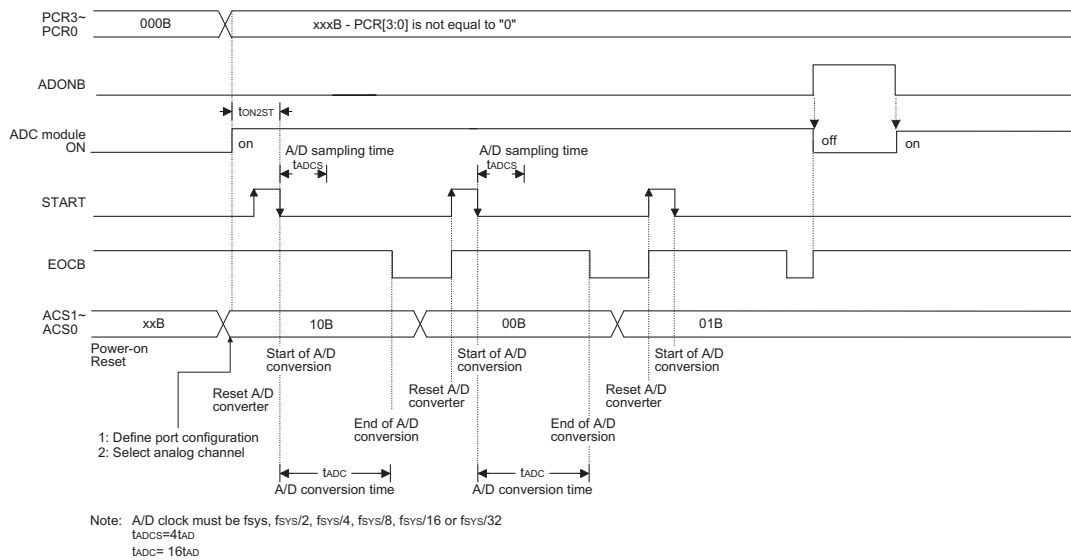 PCR3~
PCR0
000B
xxxB - PCR[3:0] is not equal to "0"
ADONB
tON2ST
ADC module
ON
on
off
on
A/D sampling time
tADCS
A/D sampling time
tADCS
START
EOCB
ACS1~
ACS0
xxB
10B
00B
01B
Power-on
Reset
Start of A/D
conversion
Start of A/D
conversion
Start of A/D
conversion
Reset A/D
converter
Reset A/D
converter
Reset A/D
converter
End of A/D
conversion
End of A/D
conversion
1: Define port configuration
2: Select analog channel
tADC
A/D conversion time
tADC
A/D conversion time
Note: A/D clock must be fsys, fSYS/2, fSYS/4, fSYS/8, fSYS/16 or fSYS/32
tADCS=4tAD
tADC= 16tAD